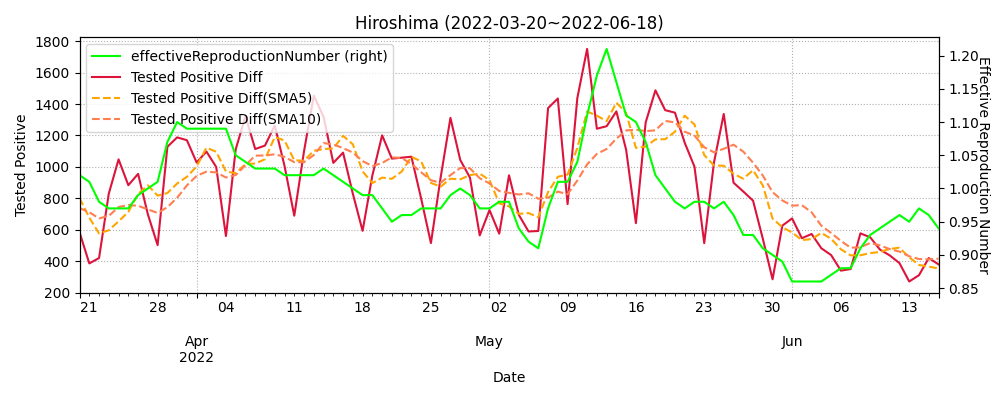 Hiroshima (2022-03-20~2022-06-18)
effectiveReproductionNumber (right)
Tested Positive Diff
Tested Positive Diff(SMA5)
Tested Positive Diff(SMA10)
Tested Positive
1800
1600
1400
1200
1000
800
600
400
200
1.20
1.15
1.10
1.05
1.00
0.95
0.90
0.85
Effective Reproduction Number
21 28 04 11 18 25 02 09 16 23 30 06 13
Apr May Jun
2022
Date